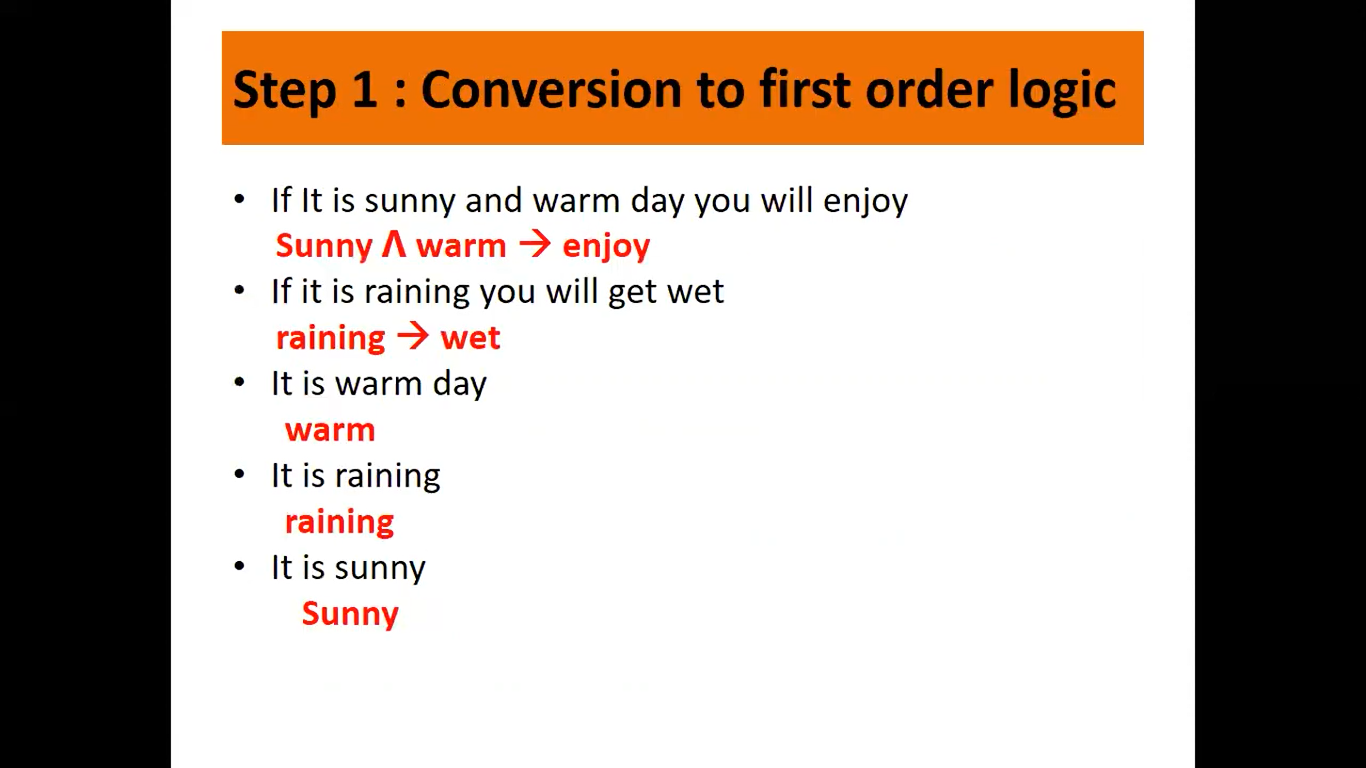 Step 1 : Conversion to first order logic
• If It is sunny and warm day you will enjoy
Sunny Λ warm → enjoy
• If it is raining you will get wet
raining → wet
• It is warm day
warm
• It is raining
raining
• It is sunny
Sunny